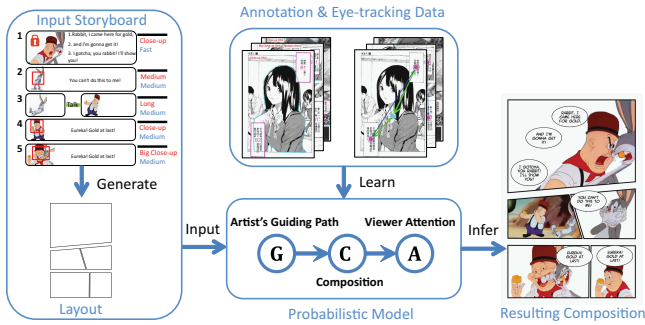 Input Storyboard
1
1.Rabbit, I came here for gold,
2. and I'm gonna get it!
3. I gotcha, you rabbit! I'll show
you!
Close-up
Fast
2
You can't do this to me!
Medium
Medium
3
Talk
Long
Medium
4
Eureka! Gold at last!
Close-up
Medium
5
Eureka! Gold at last!
Big Close-up
Medium
Generate
Layout
Annotation & Eye-tracking Data
Learn
Input
Artist's Guiding Path
Viewer Attention
G
C
A
Composition
Probabilistic Model
Infer
RABBIT, I
CAME HERE
FOR GOLD,
AND I'M
GONNA GET
IT!
I GOTCHA,
YOU RABBIT!
I'LL SHOW
YOU!
YOU CAN'T
DO THIS TO
ME!
EUREKA!
GOLD AT
LAST!
EUREKA!
GOLD AT
LAST!
Resulting Composition